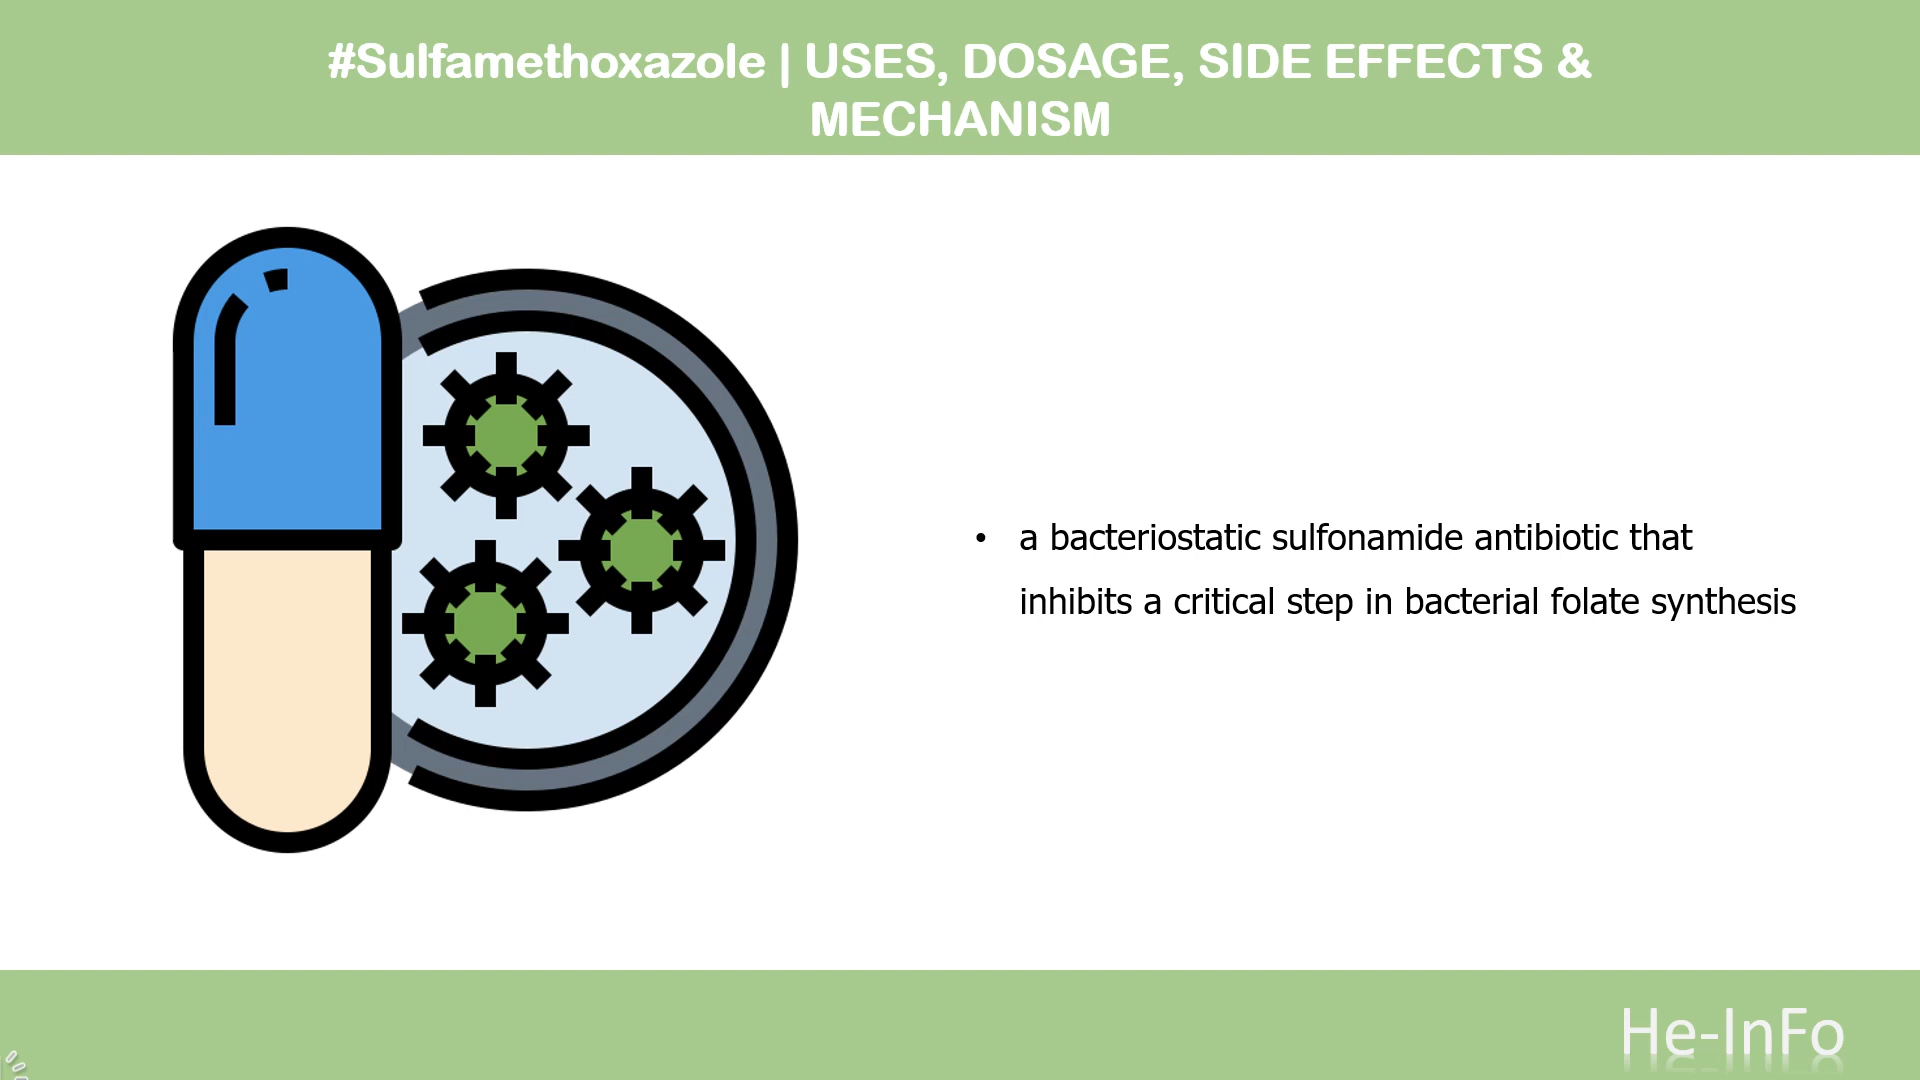 #Sulfamethoxazole | USES, DOSAGE, SIDE EFFECTS &
MECHANISM
• a bacteriostatic sulfonamide antibiotic that
inhibits a critical step in bacterial folate synthesis
He-InFo